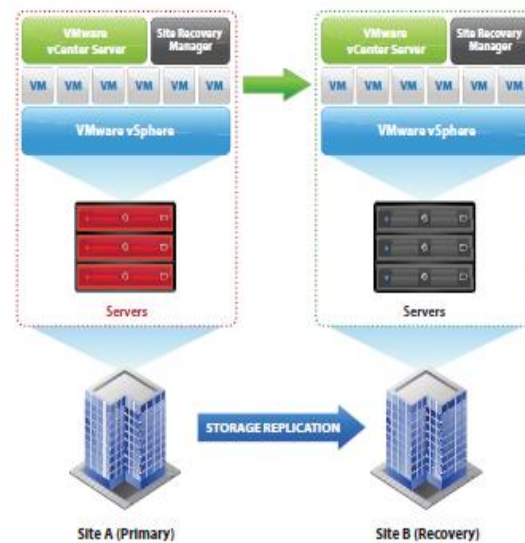 VMware
vCenter Server
Site Recovery
Manager
VM VM VM VM VM VM
VMware vSphere
Servers
Site A (Primary)
STORAGE REPLICATION
VMware
vCenter Server
Site Recovery
Manager
VM VM VM VM VM VM
VMware vSphere
Servers
Site B (Recovery)